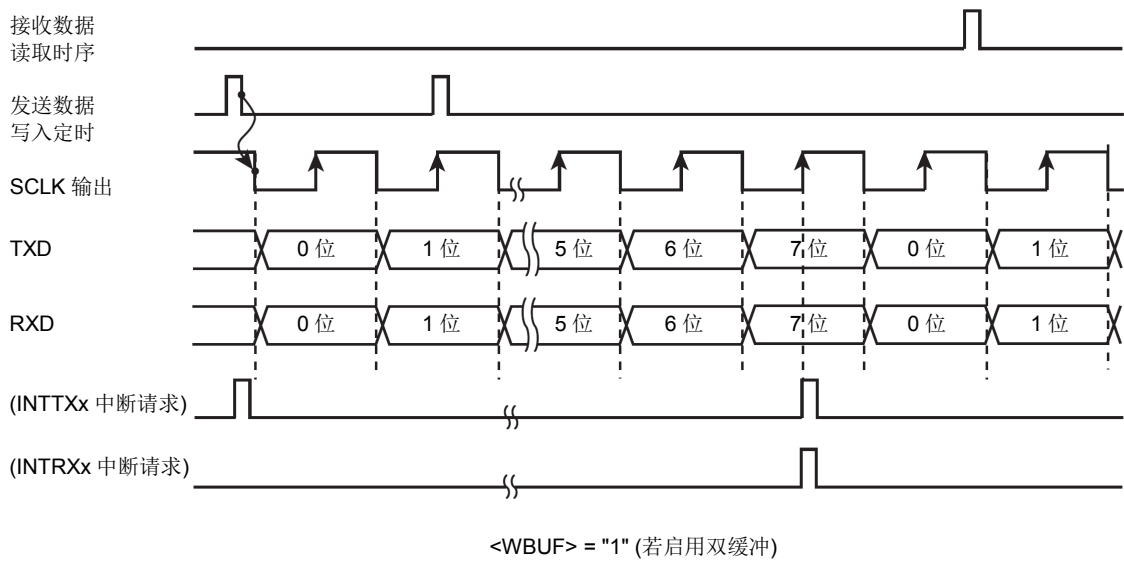 接收数据
读取时序
发送数据
写入定时
SCLK 输出
TXD
0 位 1 位 5 位 6 位 7 位 0 位 1 位
RXD
0 位 1 位 5 位 6 位 7 位 0 位 1 位
(INTTXx 中断请求)
(INTRXx 中断请求)
<WBUF> = "1" (若启用双缓冲)